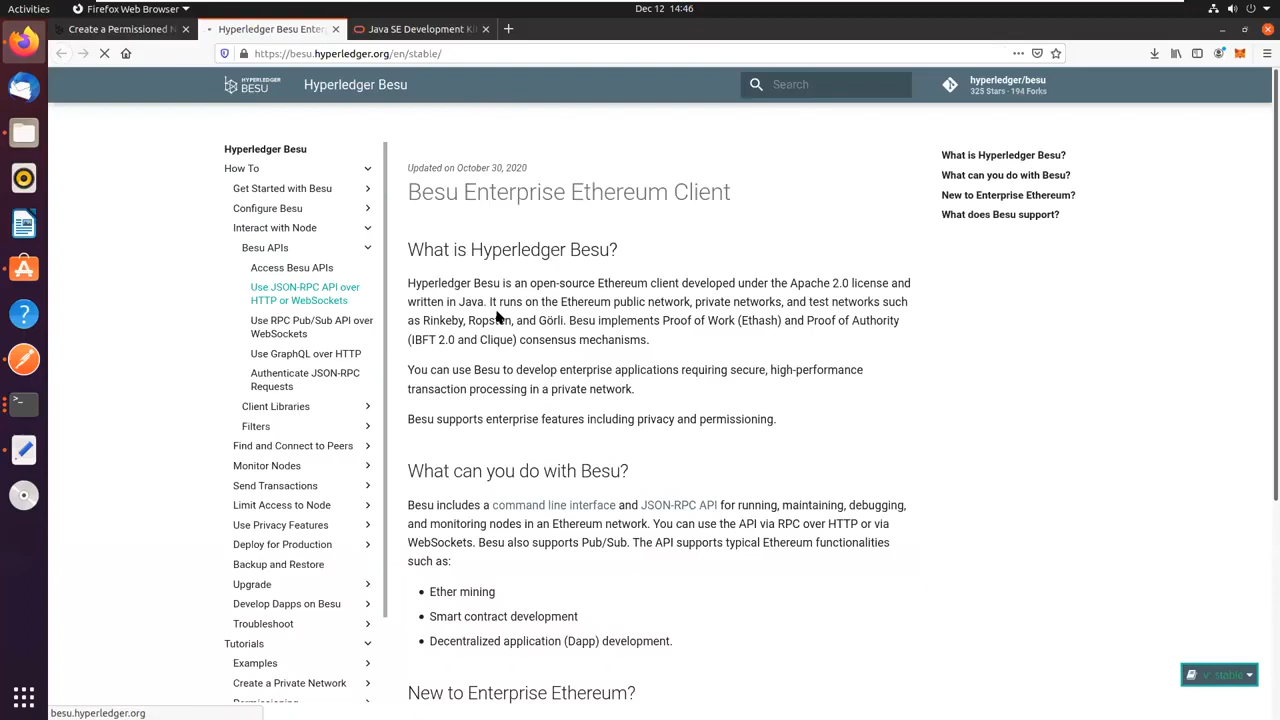 Activities
Firefox Web Browser
Dec 12 14:46
Create a Permissioned N
Hyperledger Besu Enter
Java SE Development Ki
https://besu.hyperledger.org/en/stable/
HYPERLEDGER
BESU
Hyperledger Besu
Search
hyperledger/besu
325 Stars · 194 Forks
Hyperledger Besu
How To
Get Started with Besu
Configure Besu
Interact with Node
Besu APIs
Access Besu APIs
Use JSON-RPC API over
HTTP or WebSockets
Use RPC Pub/Sub API over
WebSockets
Use GraphQL over HTTP
Authenticate JSON-RPC
Requests
Client Libraries
Filters
Find and Connect to Peers
Monitor Nodes
Send Transactions
Limit Access to Node
Use Privacy Features
Deploy for Production
Backup and Restore
Upgrade
Develop Dapps on Besu
Troubleshoot
Tutorials
Examples
Create a Private Network
Permissioning
Updated on October 30, 2020
Besu Enterprise Ethereum Client
What is Hyperledger Besu?
Hyperledger Besu is an open-source Ethereum client developed under the Apache 2.0 license and
written in Java. It runs on the Ethereum public network, private networks, and test networks such
as Rinkeby, Ropsten, and Görli. Besu implements Proof of Work (Ethash) and Proof of Authority
(IBFT 2.0 and Clique) consensus mechanisms.
You can use Besu to develop enterprise applications requiring secure, high-performance
transaction processing in a private network.
Besu supports enterprise features including privacy and permissioning.
What can you do with Besu?
Besu includes a command line interface and JSON-RPC API for running, maintaining, debugging,
and monitoring nodes in an Ethereum network. You can use the API via RPC over HTTP or via
WebSockets. Besu also supports Pub/Sub. The API supports typical Ethereum functionalities
such as:
• Ether mining
• Smart contract development
• Decentralized application (Dapp) development.
New to Enterprise Ethereum?
What is Hyperledger Besu?
What can you do with Besu?
New to Enterprise Ethereum?
What does Besu support?
v: stable
besu.hyperledger.org